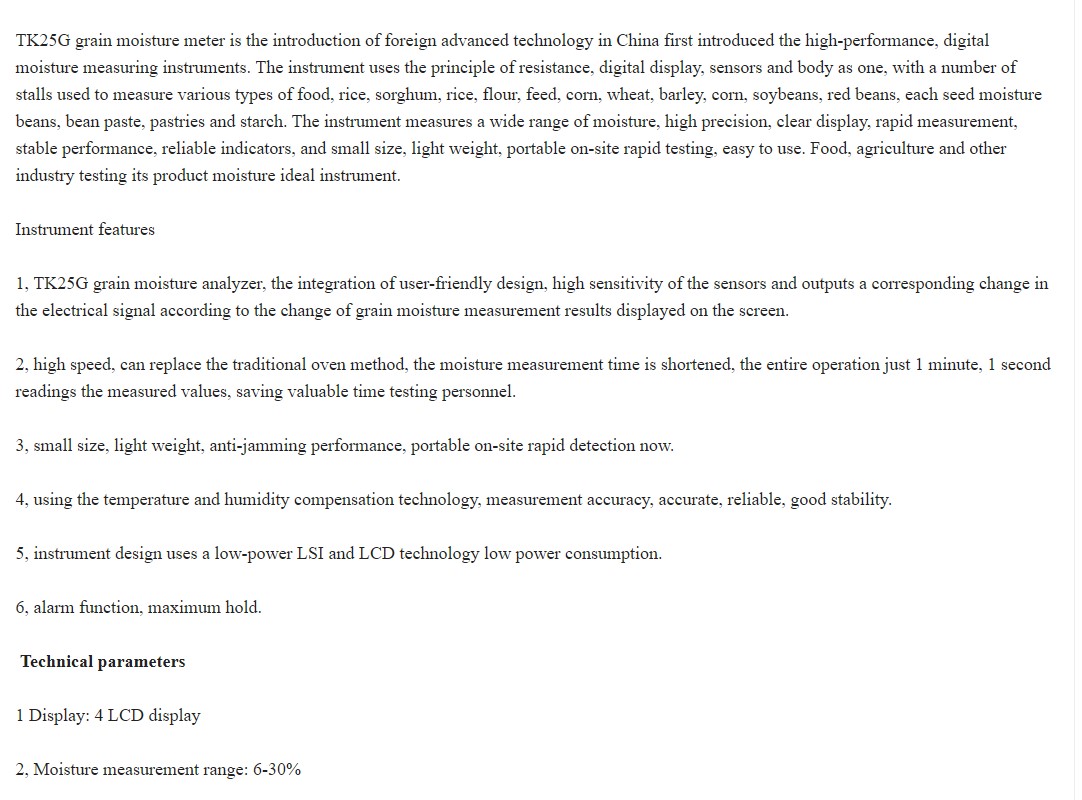 TK25G grain moisture meter is the introduction of foreign advanced technology in China first introduced the high-performance, digital
moisture measuring instruments. The instrument uses the principle of resistance, digital display, sensors and body as one, with a number of
stalls used to measure various types of food, rice, sorghum, rice, flour, feed, corn, wheat, barley, corn, soybeans, red beans, each seed moisture
beans, bean paste, pastries and starch. The instrument measures a wide range of moisture, high precision, clear display, rapid measurement,
stable performance, reliable indicators, and small size, light weight, portable on-site rapid testing, easy to use. Food, agriculture and other
industry testing its product moisture ideal instrument.
Instrument features
1, TK25G grain moisture analyzer, the integration of user-friendly design, high sensitivity of the sensors and outputs a corresponding change in
the electrical signal according to the change of grain moisture measurement results displayed on the screen.
2, high speed, can replace the traditional oven method, the moisture measurement time is shortened, the entire operation just 1 minute, 1 second
readings the measured values, saving valuable time testing personnel.
3, small size, light weight, anti-jamming performance, portable on-site rapid detection now.
4, using the temperature and humidity compensation technology, measurement accuracy, accurate, reliable, good stability.
5, instrument design uses a low-power LSI and LCD technology low power consumption.
6, alarm function, maximum hold.
Technical parameters
1 Display: 4 LCD display
2, Moisture measurement range: 6-30%